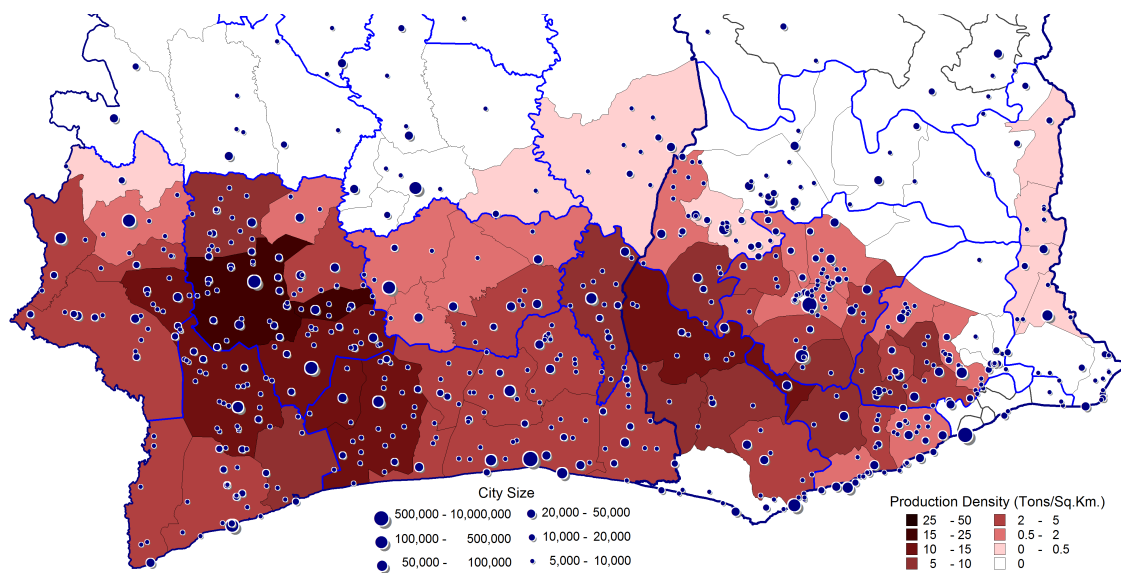 City Size
500,000 - 10,000,000
100,000 - 500,000
50,000 - 100,000
20,000 - 50,000
10,000 - 20,000
5,000 - 10,000
Production Density (Tons/Sq.Km.)
25 - 50
15 - 25
10 - 15
5 - 10
2 - 5
0.5 - 2
0 - 0.5
0